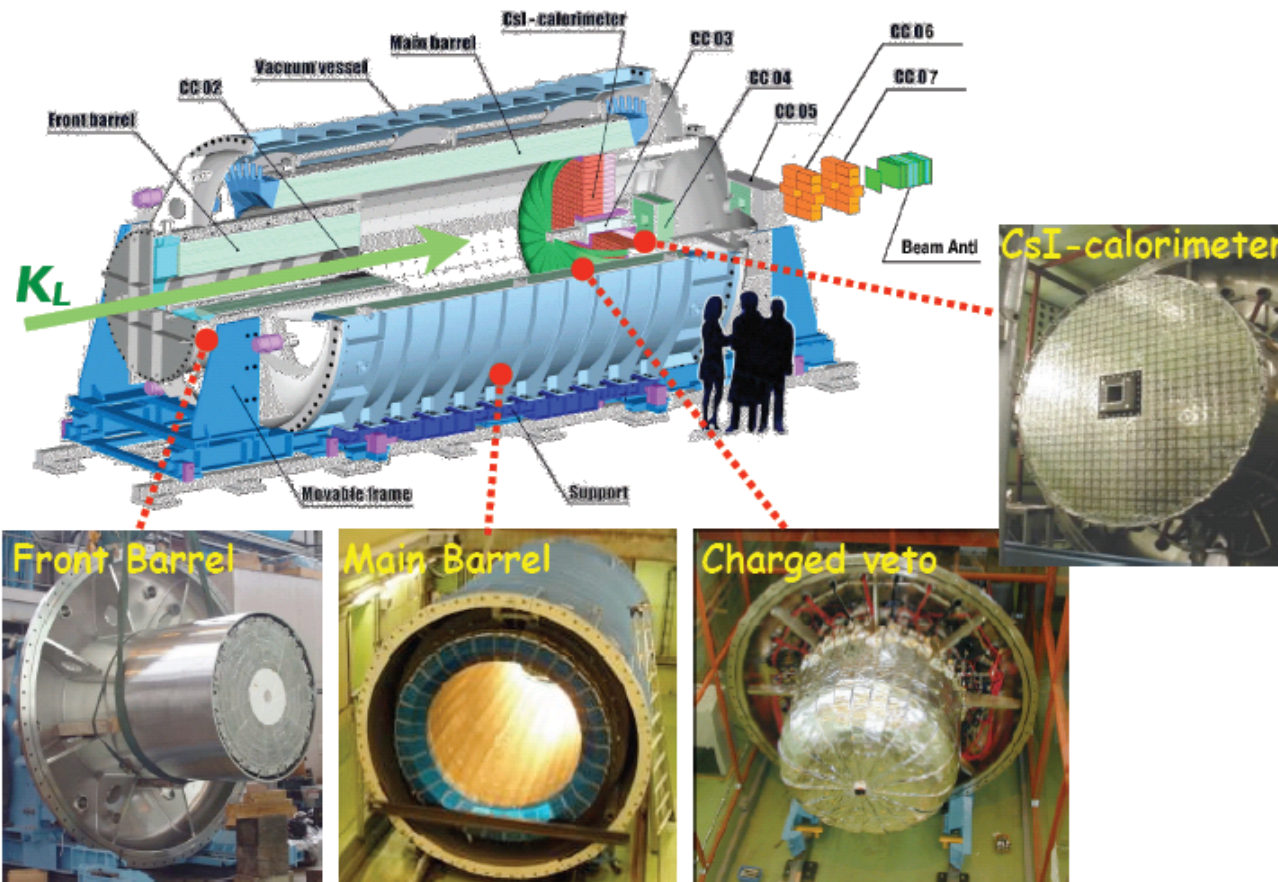 CsI - calorimeter
CC 03
CC 06
Main barrel
CC 04
CC 07
Vacuum vessel
CC 02
CC 05
Front barrel
Beam Anti
CsI-calorimeter
KL
Movable frame
Support
Front Barrel
Main Barrel
Charged veto